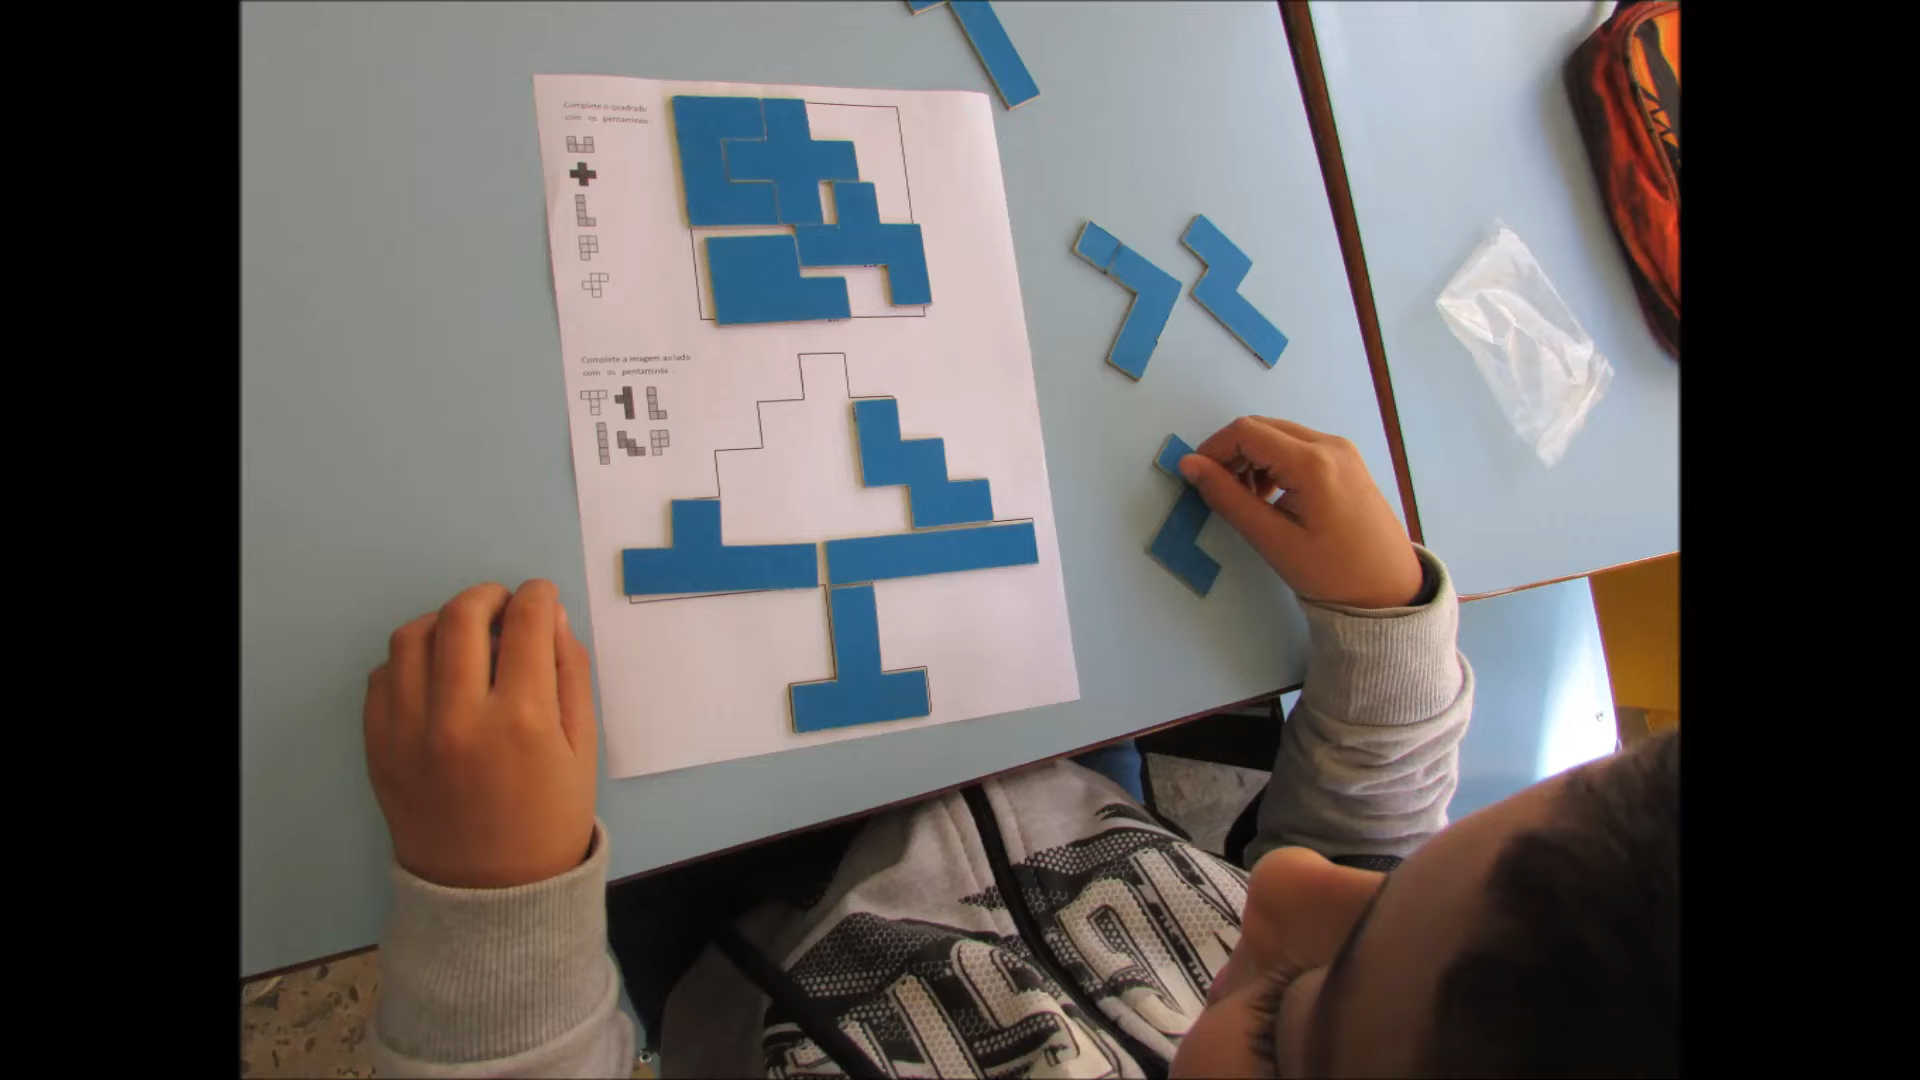 Complete o quadrado
com os pentaminós
Complete a imagem ao lado
com os pentaminós .